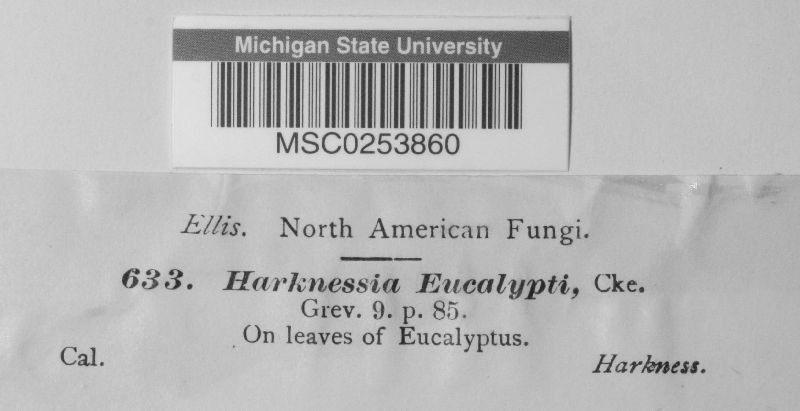 Michigan State University
MSC0253860
Ellis. North American Fungi.
633. Harknessia Eucalypti, Cke.
Grev. 9. p. 85.
On leaves of Eucalyptus.
Cal. Harkness.